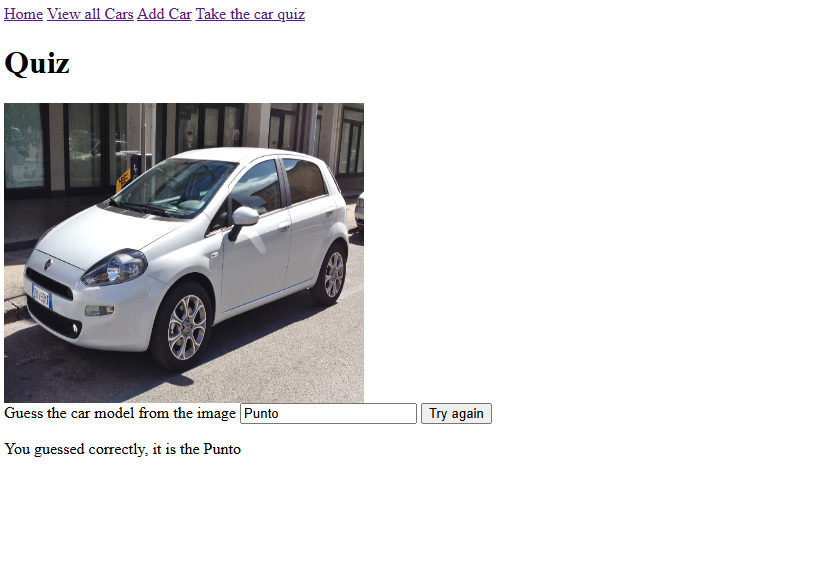 Home View all Cars Add Car Take the car quiz
Quiz
Guess the car model from the image Punto Try again
You guessed correctly, it is the Punto